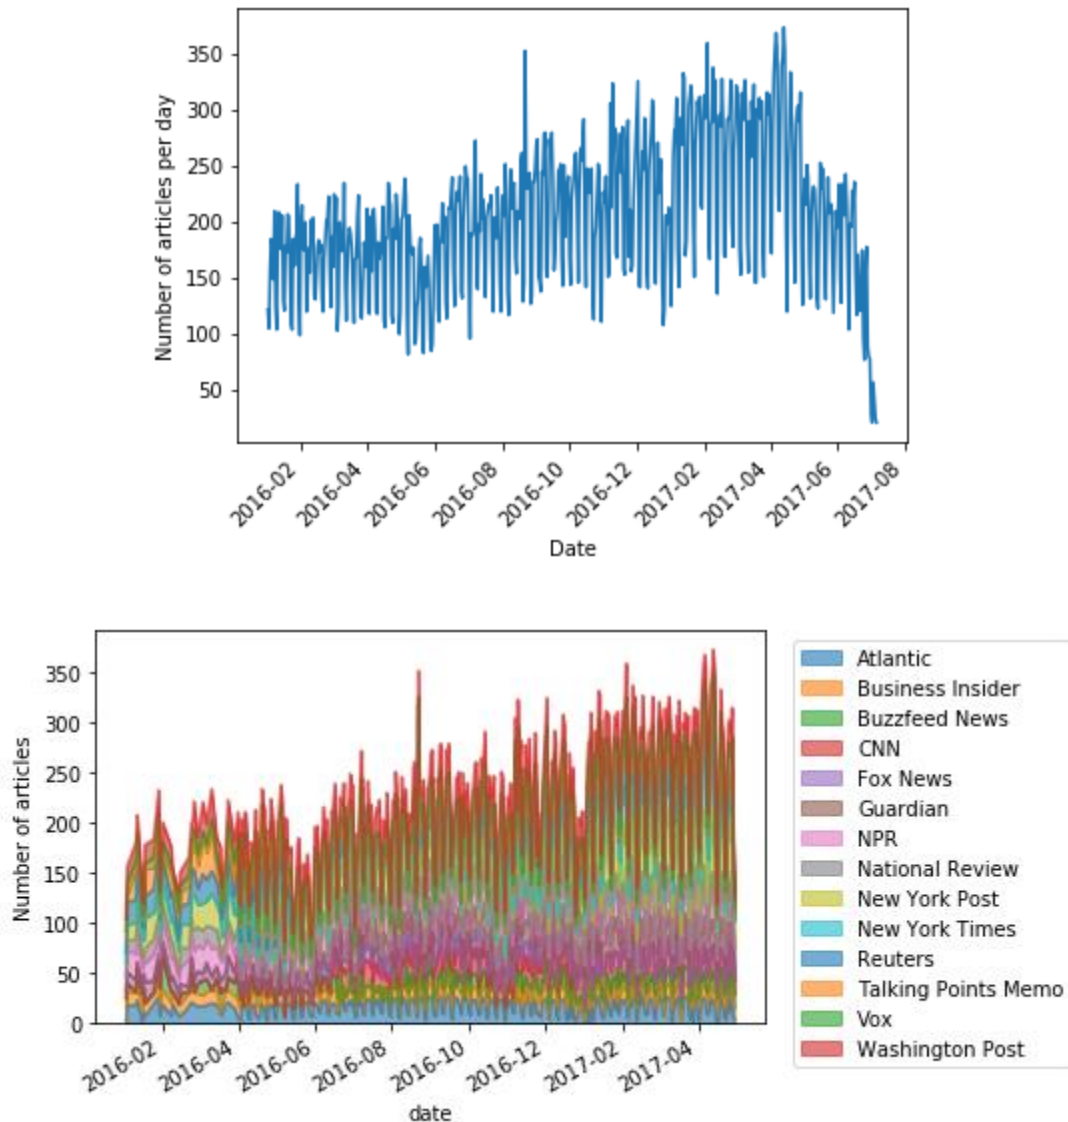 350
300
250
200
150
100
50
Number of articles per day
2016-02
2016-04
2016-06
2016-08
2016-10
2016-12
2017-02
2017-04
2017-06
2017-08
Date
350
300
250
200
150
100
50
0
Number of articles
2016-02
2016-04
2016-06
2016-08
2016-10
2016-12
2017-02
2017-04
date
Atlantic
Business Insider
Buzzfeed News
CNN
Fox News
Guardian
NPR
National Review
New York Post
New York Times
Reuters
Talking Points Memo
Vox
Washington Post